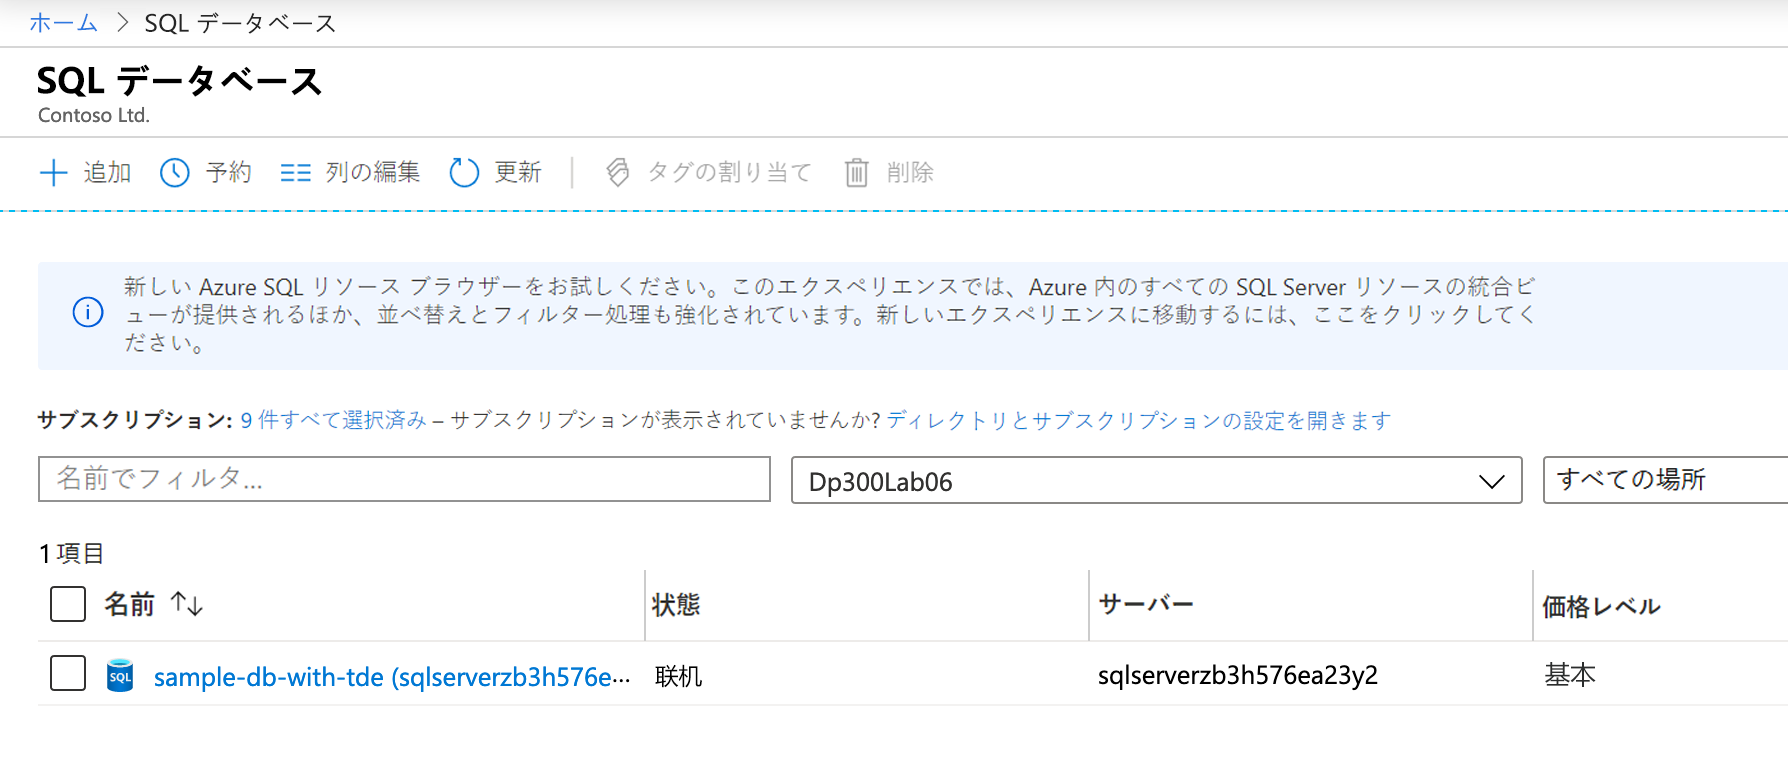 ホーム > SQL データベース
SQL データベース
Contoso Ltd.
追加 予約 列の編集 更新 タグの割り当て 削除
新しい Azure SQL リソース ブラウザーをお試しください。このエクスペリエンスでは、Azure 内のすべての SQL Server リソースの統合ビ
ューが提供されるほか、並べ替えとフィルター処理も強化されています。新しいエクスペリエンスに移動するには、ここをクリックしてく
ださい。
サブスクリプション: 9 件すべて選択済み – サブスクリプションが表示されていませんか? ディレクトリとサブスクリプションの設定を開きます
名前でフィルタ... Dp300Lab06 すべての場所
1 項目
名前 ↑↓ 状態 サーバー 価格レベル
SQL sample-db-with-tde (sqlserverzb3h576e... 联机 sqlserverzb3h576ea23y2 基本